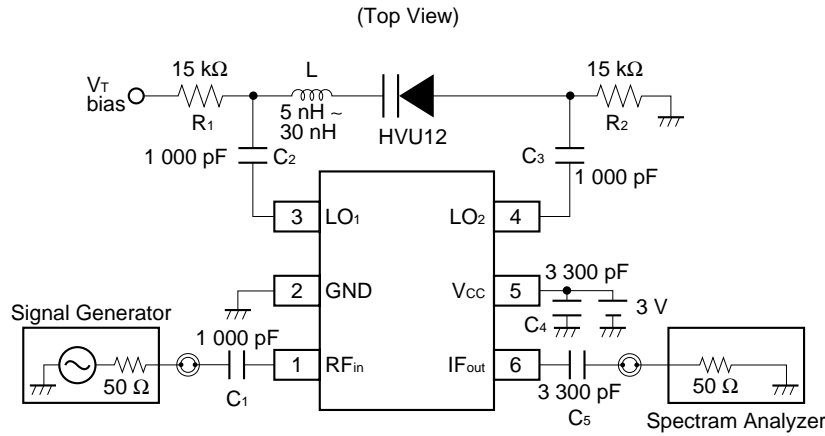 (Top View)
15 kΩ
L
15 kΩ
VT
bias
R1
5 nH ~
30 nH
HVU12
R2
1 000 pF
C2
C3
1 000 pF
3
LO1
LO2
4
3 300 pF
2
GND
VCC
5
C4
3 V
Signal Generator
1 000 pF
1
RFin
IFout
6
50 Ω
C1
3 300 pF
C5
50 Ω
Spectram Analyzer